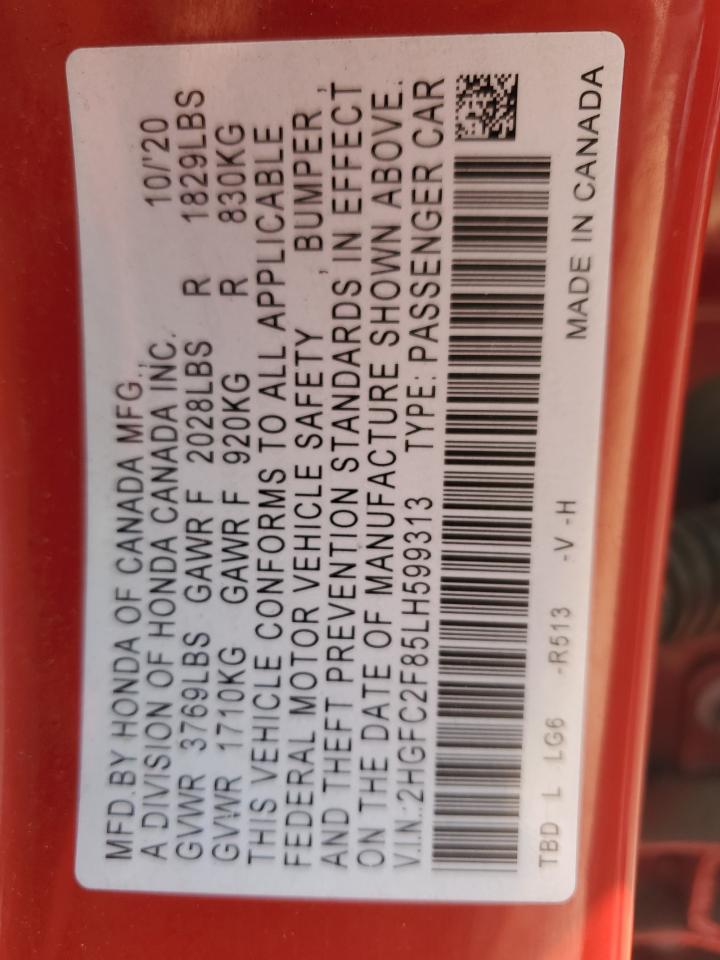 MFD. BY HONDA OF CANADA MFG.,
A DIVISION OF HONDA CANADA INC. 10/'20
GVWR 3769LBS GAWR F 2028LBS R 1829LBS
GVWR 1710KG GAWR F 920KG R 830KG
THIS VEHICLE CONFORMS TO ALL APPLICABLE
FEDERAL MOTOR VEHICLE SAFETY , BUMPER ,
AND THEFT PREVENTION STANDARDS IN EFFECT
ON THE DATE OF MANUFACTURE SHOWN ABOVE.
V.I.N.:2HGFC2F85LH599313 TYPE: PASSENGER CAR
TBD L LG6 -R513 -V -H MADE IN CANADA